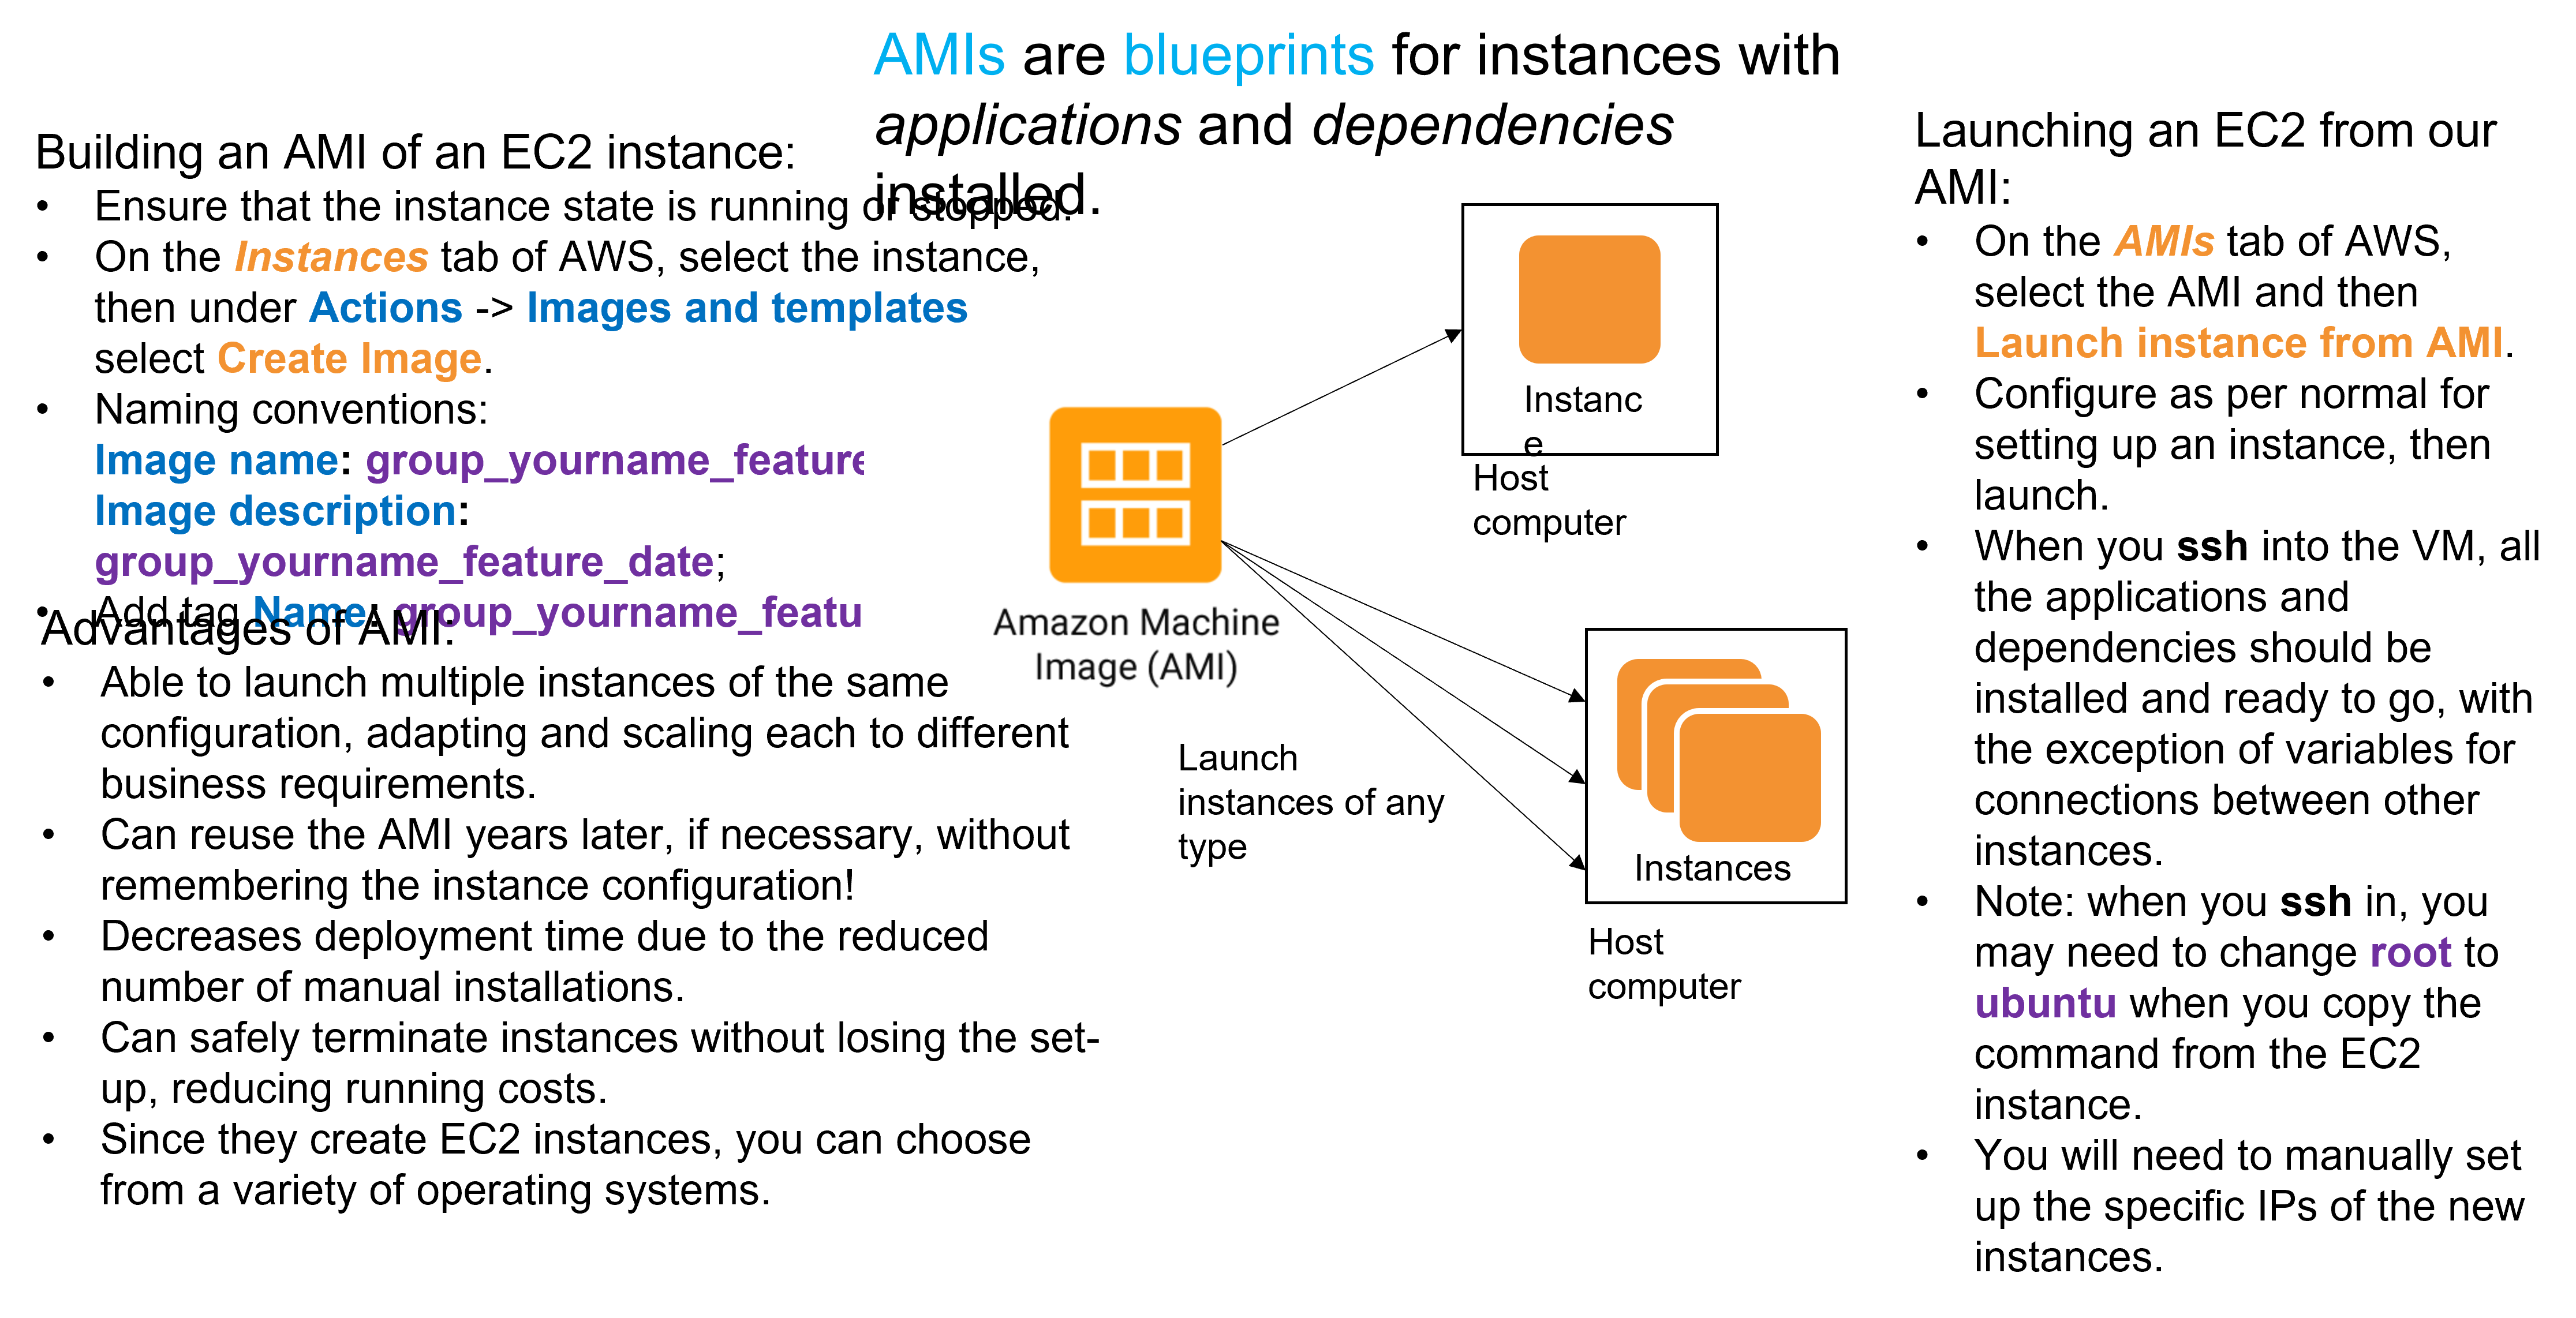 AMIs are blueprints for instances with
applications and dependencies
installed.
Building an AMI of an EC2 instance:
• Ensure that the instance state is running or stopped.
• On the Instances tab of AWS, select the instance,
then under Actions -> Images and templates
select Create Image.
• Naming conventions:
Image name: group_yourname_feature
Image description:
group_yourname_feature_date;
• Add tag Name: group_yourname_featu
Advantages of AMI:
• Able to launch multiple instances of the same
configuration, adapting and scaling each to different
business requirements.
• Can reuse the AMI years later, if necessary, without
remembering the instance configuration!
• Decreases deployment time due to the reduced
number of manual installations.
• Can safely terminate instances without losing the set-
up, reducing running costs.
• Since they create EC2 instances, you can choose
from a variety of operating systems.
Amazon Machine
Image (AMI)
Launch
instances of any
type
Instanc
e
Host
computer
Instances
Host
computer
Launching an EC2 from our
AMI:
• On the AMIs tab of AWS,
select the AMI and then
Launch instance from AMI.
• Configure as per normal for
setting up an instance, then
launch.
• When you ssh into the VM, all
the applications and
dependencies should be
installed and ready to go, with
the exception of variables for
connections between other
instances.
• Note: when you ssh in, you
may need to change root to
ubuntu when you copy the
command from the EC2
instance.
• You will need to manually set
up the specific IPs of the new
instances.